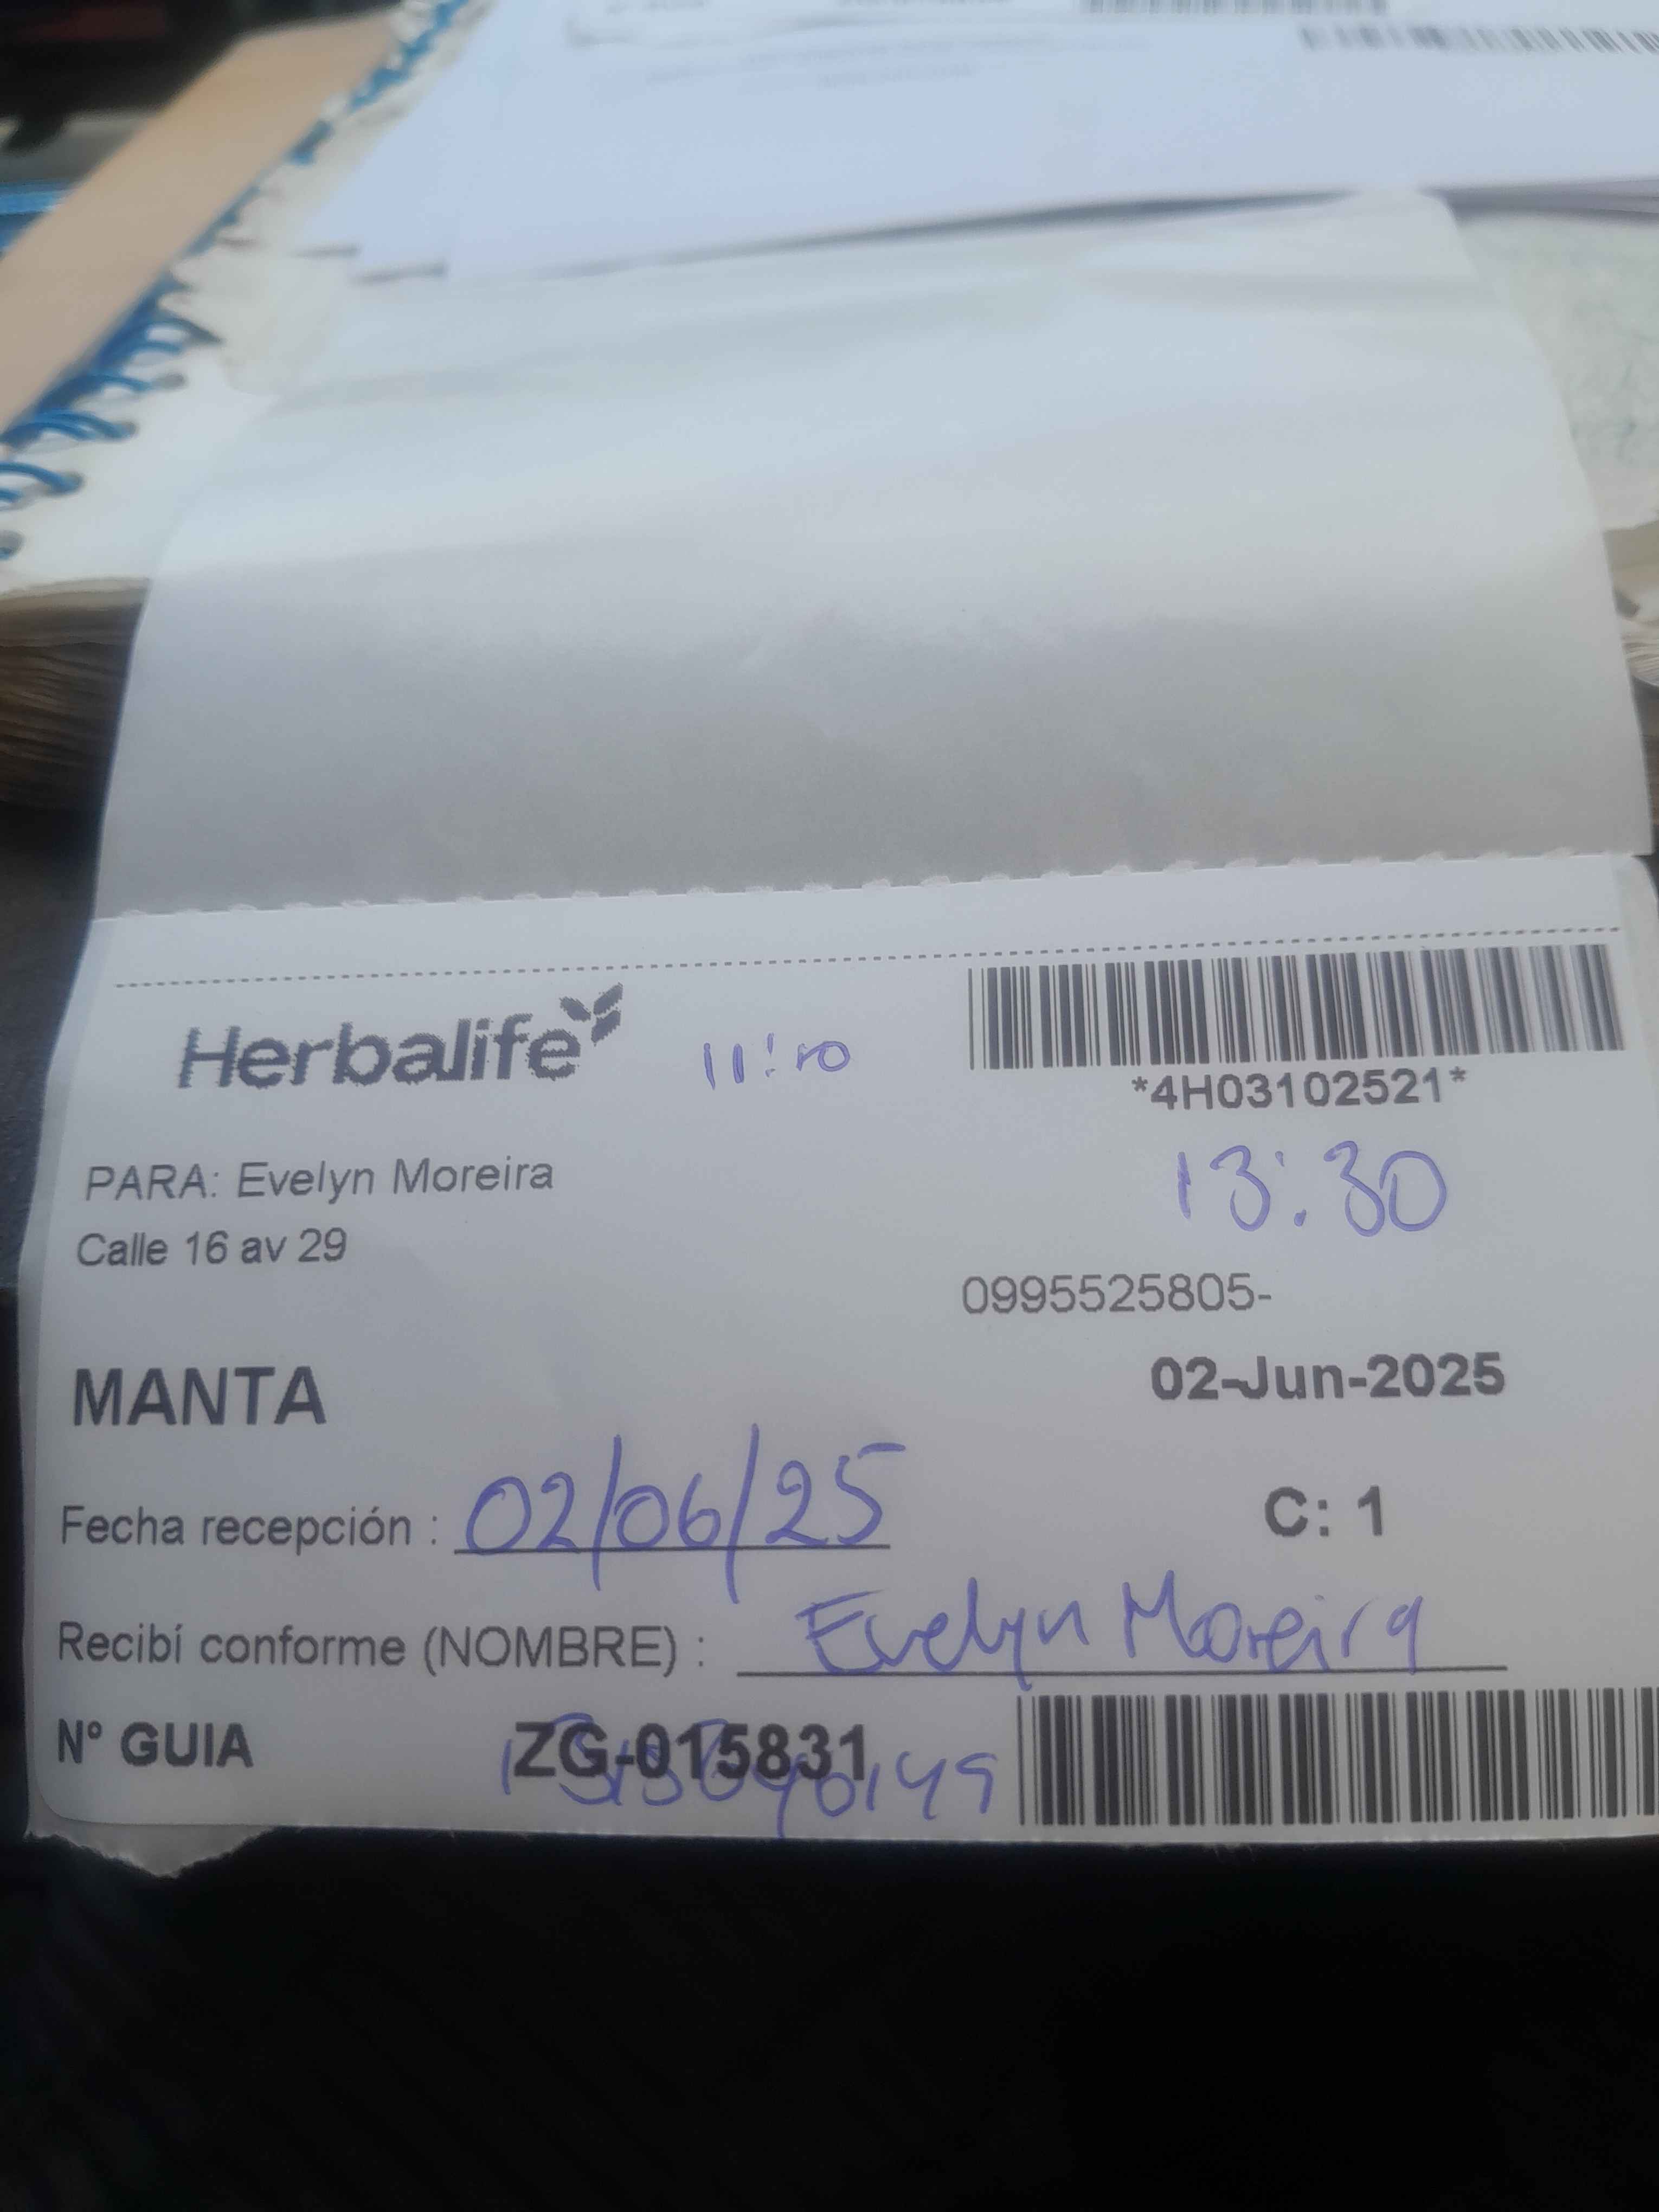 Herbalife
11:10
*4H03102521*
PARA: Evelyn Moreira
13:30
Calle 16 av 29
0995525805-
MANTA
02-Jun-2025
Fecha recepción : 02/06/25
C: 1
Recibí conforme (NOMBRE) : Evelyn Moreira
Nº GUIA ZG-015831